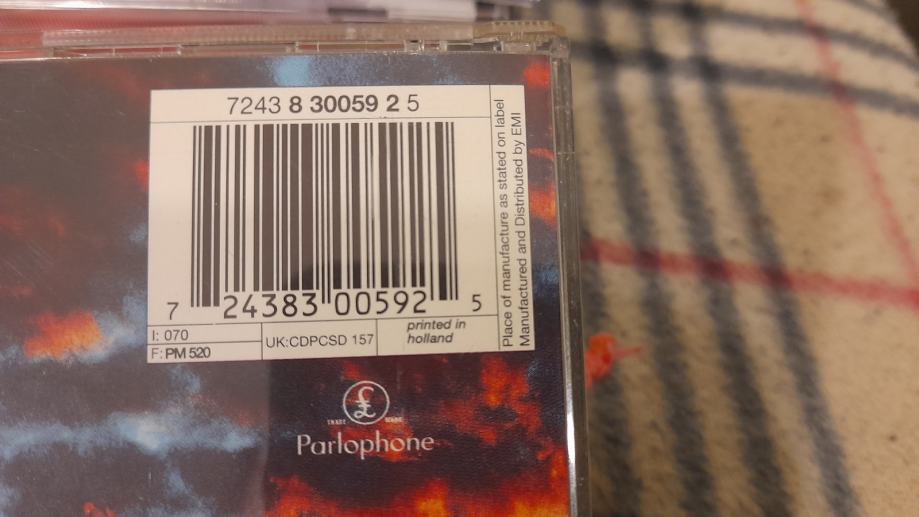 7243 8 30059 2 5
7 24383 00592 5
I: 070
F: PM 520
UK:CDPCSD 157
printed in
holland
Place of manufacture as stated on label
Manufactured and Distributed by EMI
TRADE £ MARK
Parlophone